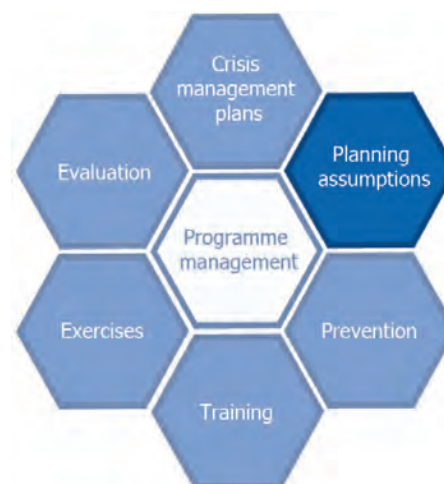 Crisis
management
plans
Planning
assumptions
Evaluation
Programme
management
Exercises
Prevention
Training